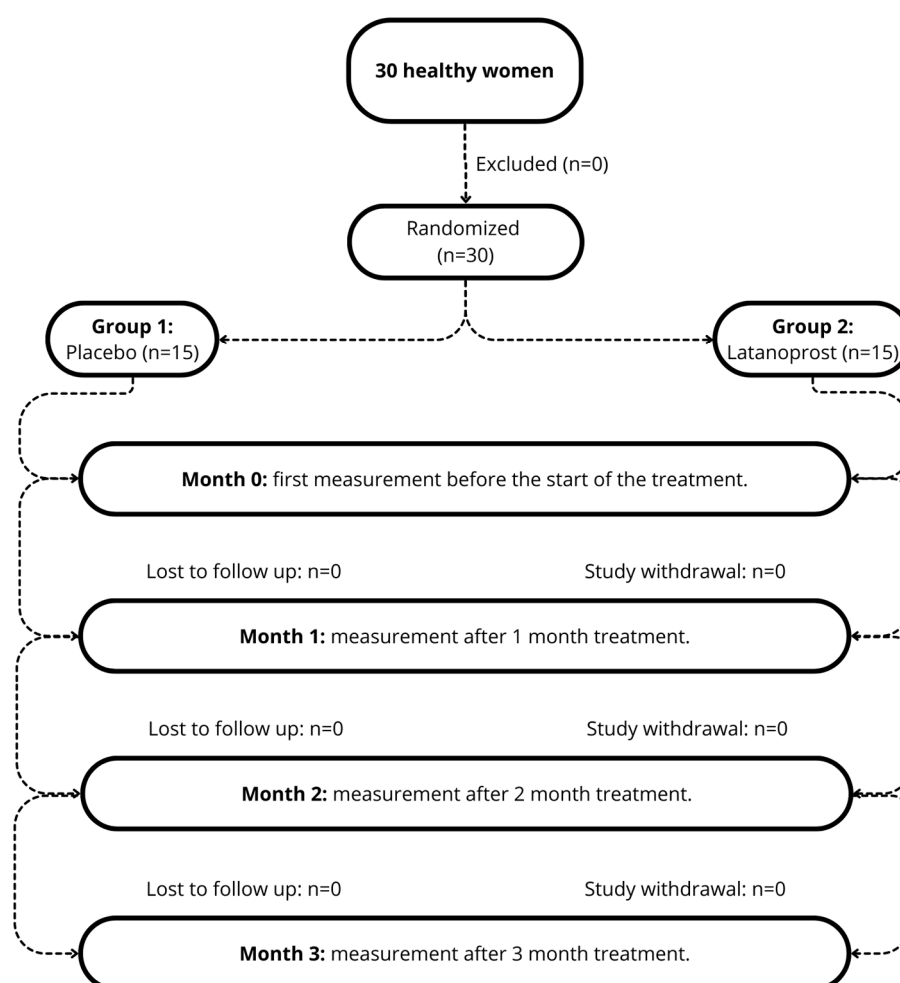 30 healthy women
Excluded (n=0)
Randomized
(n=30)
Group 1:
Placebo (n=15)
Group 2:
Latanoprost (n=15)
Month 0: first measurement before the start of the treatment.
Lost to follow up: n=0
Study withdrawal: n=0
Month 1: measurement after 1 month treatment.
Lost to follow up: n=0
Study withdrawal: n=0
Month 2: measurement after 2 month treatment.
Lost to follow up: n=0
Study withdrawal: n=0
Month 3: measurement after 3 month treatment.